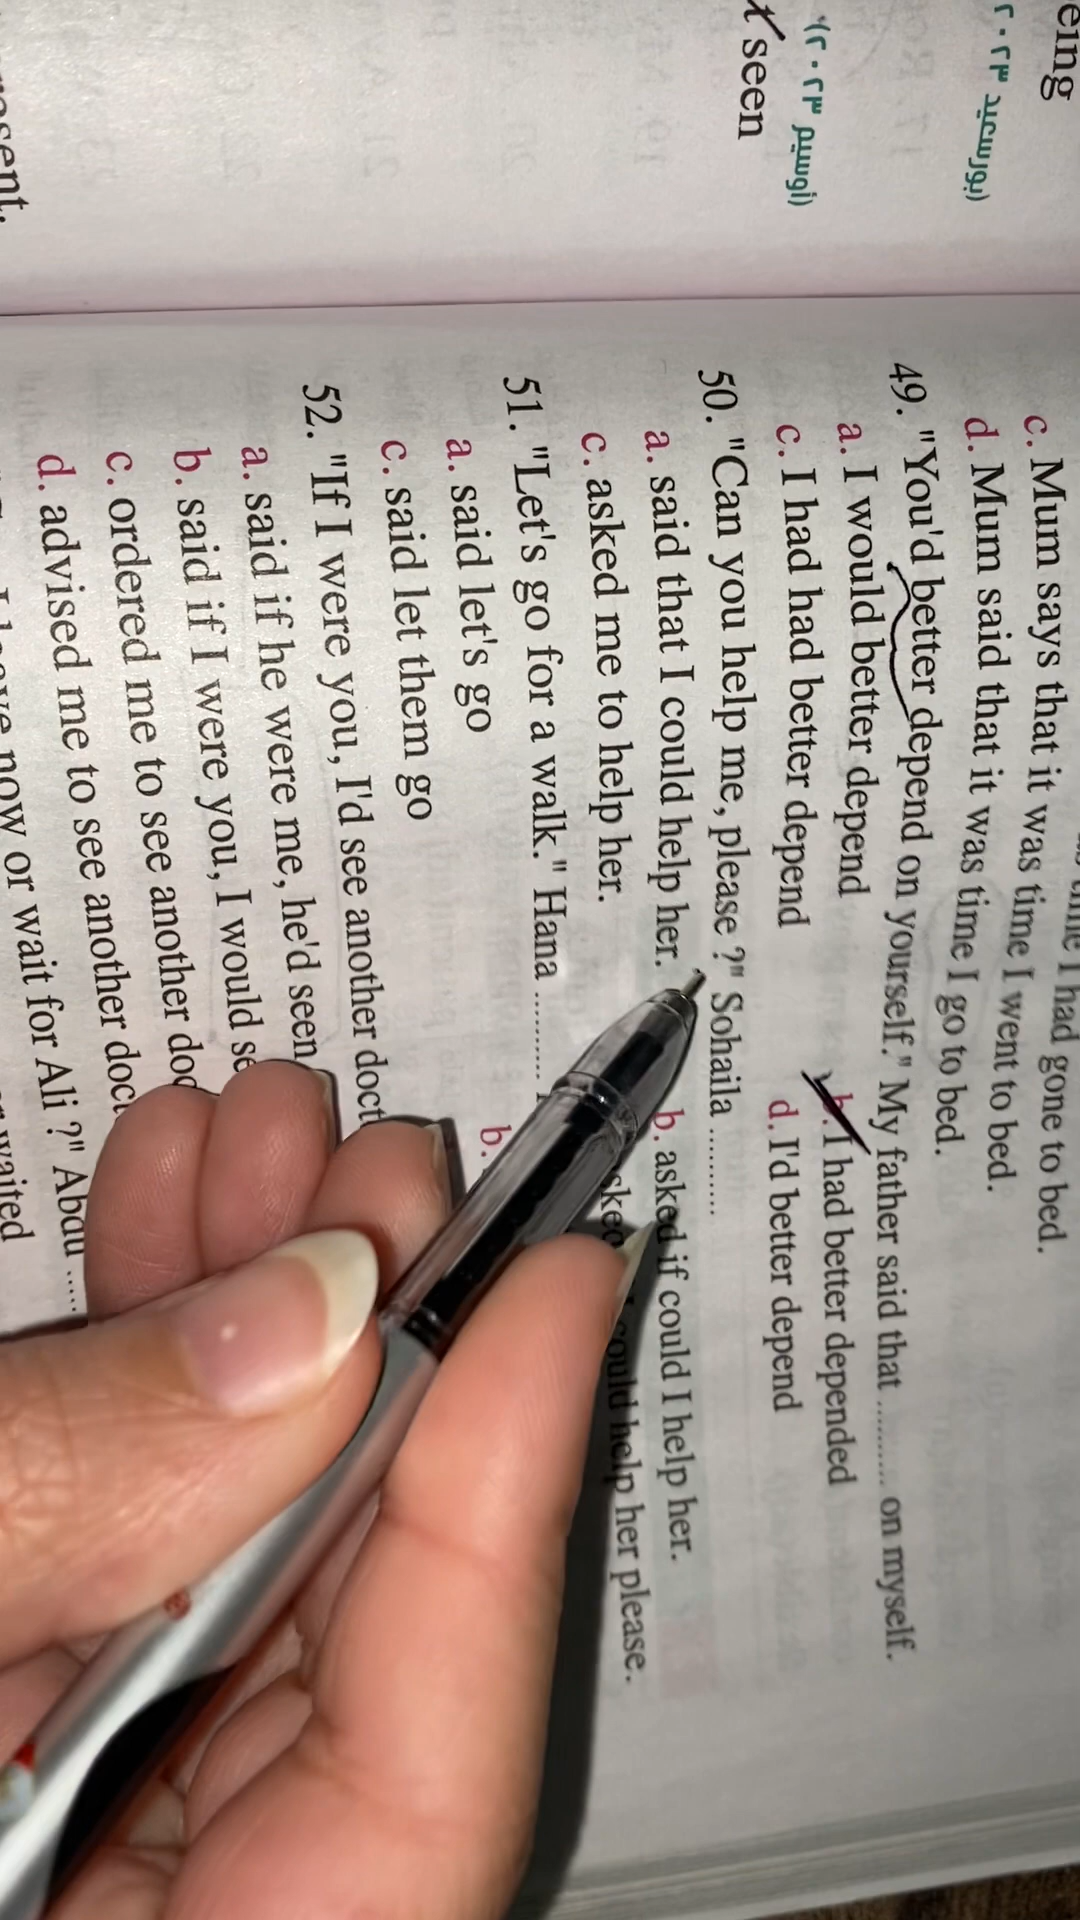 eing
(بورسعيد ٢٠٢٣
(أوسيم ٢٠٢٣)
seen
resent.
time I had gone to bed.
c. Mum says that it was time I went to bed.
d. Mum said that it was time I go to bed.
49. "You'd better depend on yourself." My father said that .......... on myself.
a. I would better depend b. I had better depended
c. I had had better depend d. I'd better depend
50. "Can you help me, please ?" Sohaila ..........
a. said that I could help her. b. asked if could I help her.
c. asked me to help her. could help her please.
51. "Let's go for a walk." Hana ..........
a. said let's go b.
c. said let them go
52. "If I were you, I'd see another doct
a. said if he were me, he'd seen
b. said if I were you, I would se
c. ordered me to see another doc
d. advised me to see another doct
now or wait for Ali ?" Abdu .....
waited